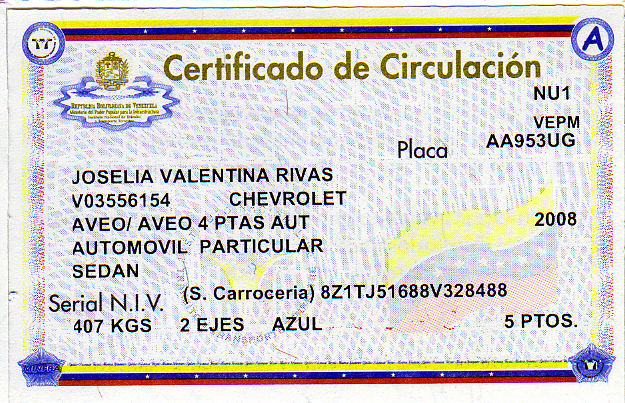 Certificado de Circulación
A
REPÚBLICA BOLIVARIANA DE VENEZUELA
Ministerio del Poder Popular para la Infraestructura
NU1
VEPM
Placa AA953UG
JOSELIA VALENTINA RIVAS
V03556154 CHEVROLET
AVEO/ AVEO 4 PTAS AUT 2008
AUTOMOVIL PARTICULAR
SEDAN
Serial N.I.V. (S. Carroceria) 8Z1TJ51688V328488
407 KGS 2 EJES AZUL 5 PTOS.